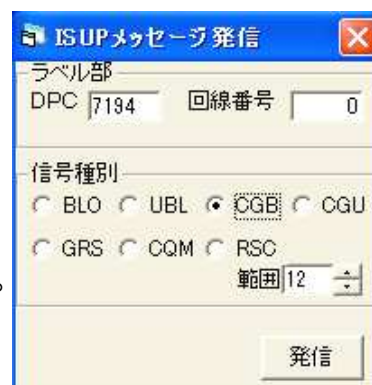 ISUPメッセージ発信
ラベル部
DPC 7194 回線番号 0
信号種別
BLO UBL CGB CGU
GRS CQM RSC
範囲 12
発信